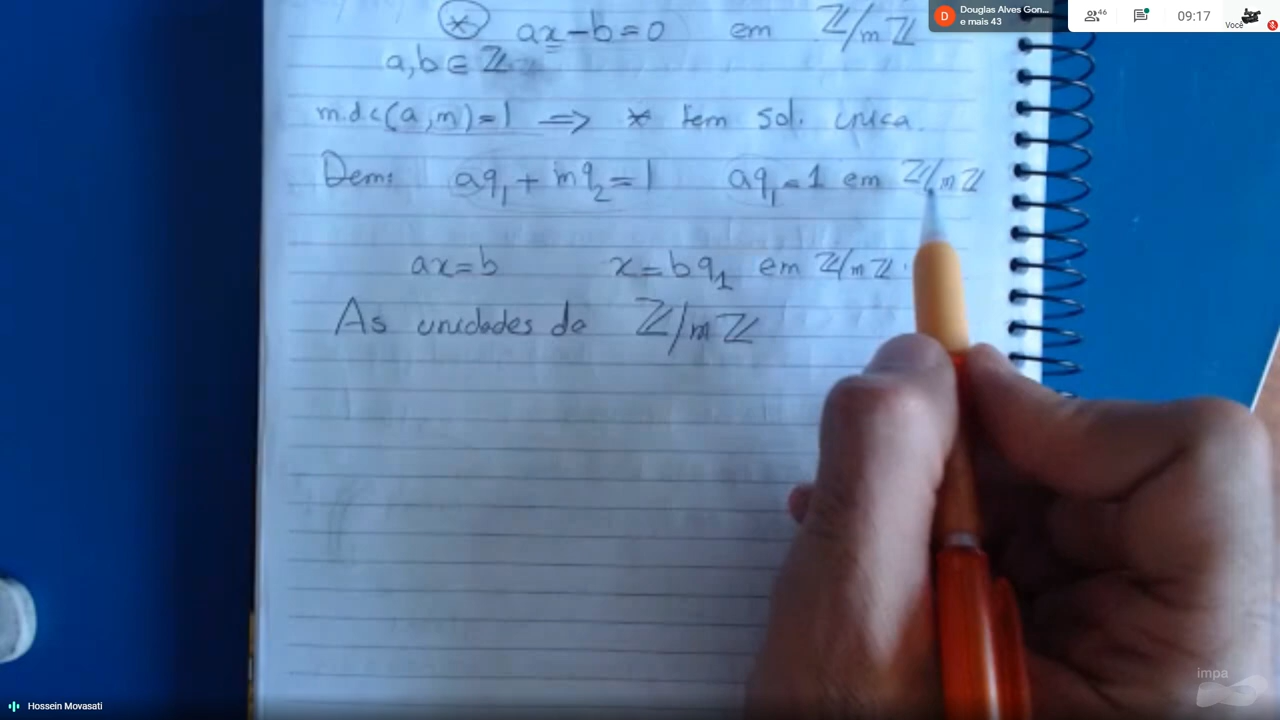 Douglas Alves Gon...
e mais 43
46
09:17
Você
* ax-b=0 em ℤ/mℤ
a,b ∈ ℤ
m.d.c(a,m)=1 ⟹ * tem sol. única.
Dem: aq₁+mq₂=1 aq₁=1 em ℤ/mℤ
ax=b x=bq₁ em ℤ/mℤ.
As unidades de ℤ/mℤ
impa
Hossein Movasati